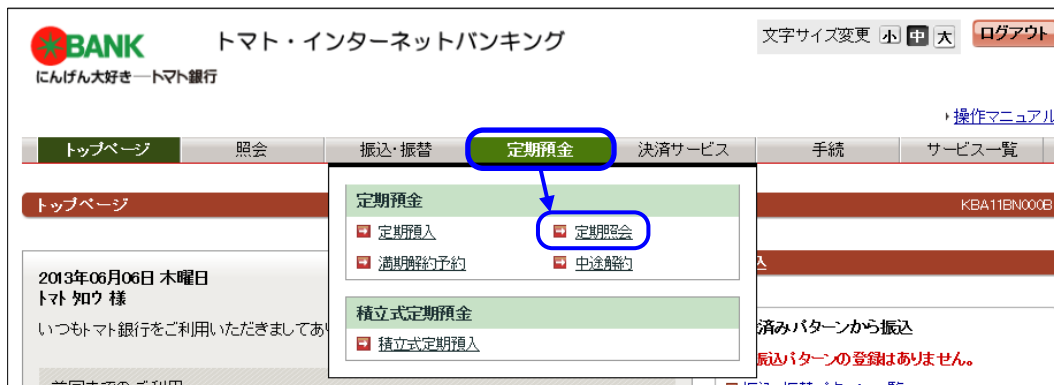 BANK
トマト・インターネットバンキング
文字サイズ変更 小 中 大
ログアウト
にんげん大好き―トマト銀行
操作マニュアル
トップページ 照会 振込・振替 定期預金 決済サービス 手続 サービス一覧
トップページ
KBA11BN000B
定期預金
定期預入 定期照会
満期解約予約 中途解約
積立式定期預金
積立式定期預入
2013年06月06日 木曜日
トマト タロウ 様
いつもトマト銀行をご利用いただきましてあ
込
済みパターンから振込
振込パターンの登録はありません。